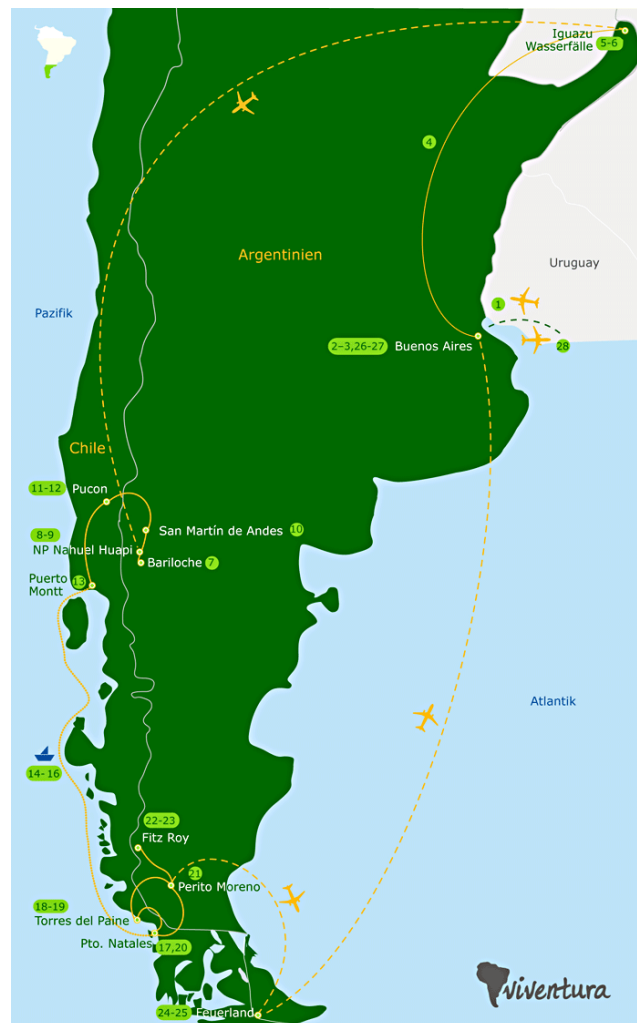 Iguazu
Wasserfälle 5-6
4
Argentinien
Uruguay
1
Pazifik
2–3,26-27 Buenos Aires
28
Chile
11-12 Pucon
San Martín de Andes 10
8-9
NP Nahuel Huapi
Bariloche 7
Puerto
Montt 13
Atlantik
14-16
22-23
Fitz Roy
21
Perito Moreno
18-19
Torres del Paine
Pto. Natales
17,20
viventura
24-25 Feuerland